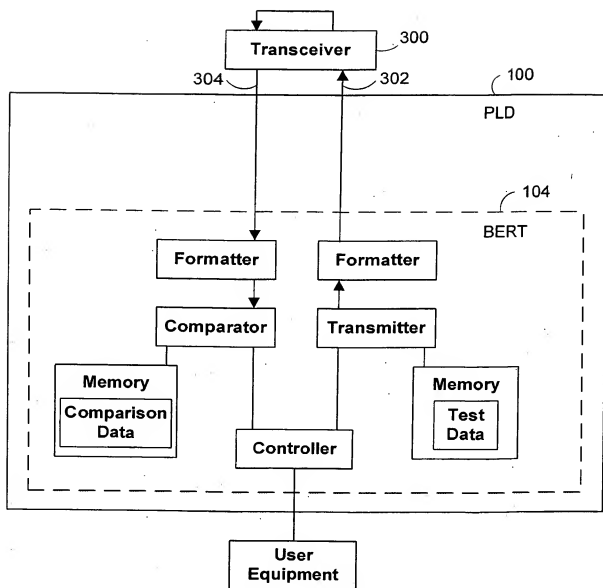 Transceiver
300
304
302
100
PLD
104
BERT
Formatter
Formatter
Comparator
Transmitter
Memory
Comparison
Data
Memory
Test
Data
Controller
User
Equipment